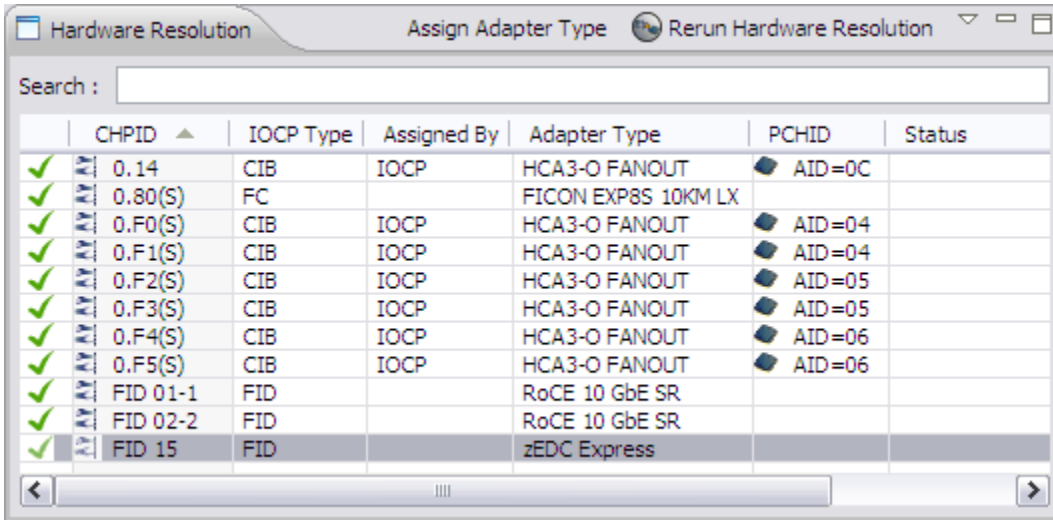 Hardware Resolution Assign Adapter Type Rerun Hardware Resolution
Search :
CHPID IOCP Type Assigned By Adapter Type PCHID Status
0.14 CIB IOCP HCA3-O FANOUT AID=0C
0.80(S) FC FICON EXP8S 10KM LX
0.F0(S) CIB IOCP HCA3-O FANOUT AID=04
0.F1(S) CIB IOCP HCA3-O FANOUT AID=04
0.F2(S) CIB IOCP HCA3-O FANOUT AID=05
0.F3(S) CIB IOCP HCA3-O FANOUT AID=05
0.F4(S) CIB IOCP HCA3-O FANOUT AID=06
0.F5(S) CIB IOCP HCA3-O FANOUT AID=06
FID 01-1 FID RoCE 10 GbE SR
FID 02-2 FID RoCE 10 GbE SR
FID 15 FID zEDC Express